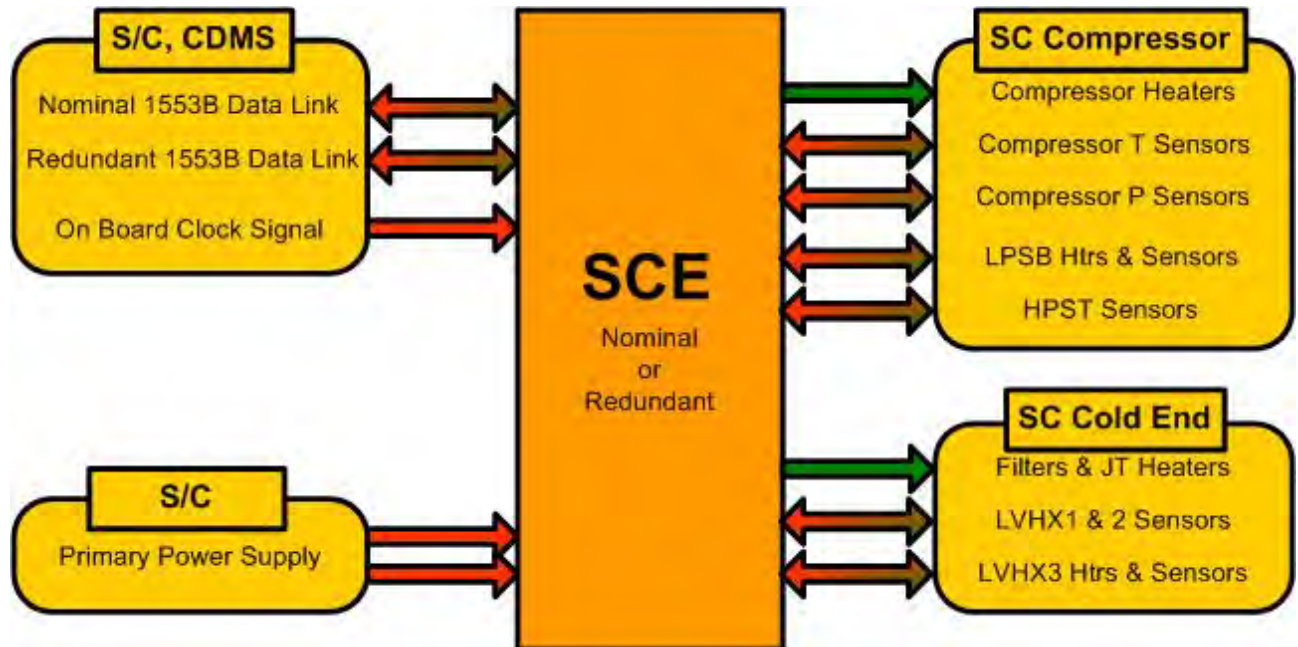 S/C, CDMS
Nominal 1553B Data Link
Redundant 1553B Data Link
On Board Clock Signal
S/C
Primary Power Supply
SCE
Nominal
or
Redundant
SC Compressor
Compressor Heaters
Compressor T Sensors
Compressor P Sensors
LPSB Htrs & Sensors
HPST Sensors
SC Cold End
Filters & JT Heaters
LVHX1 & 2 Sensors
LVHX3 Htrs & Sensors